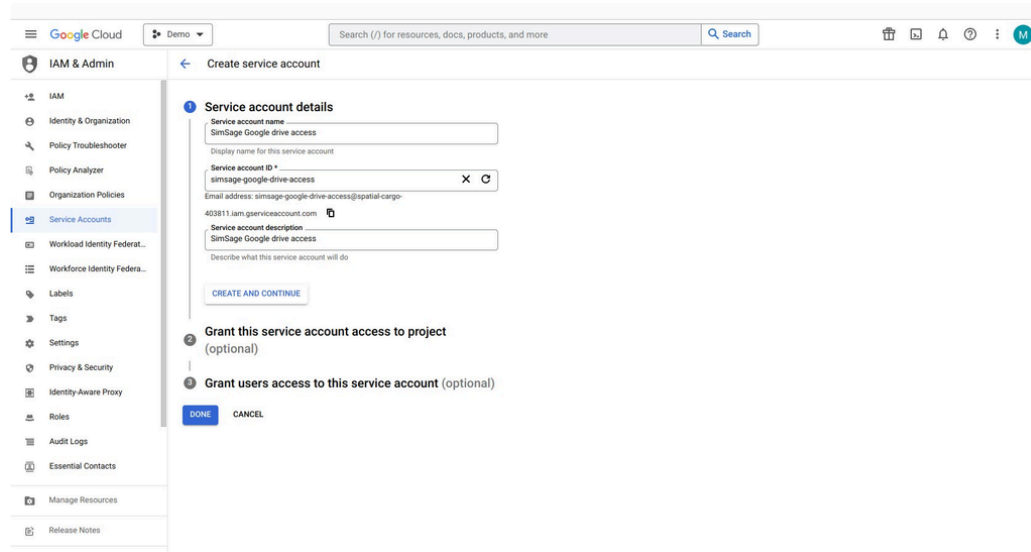 Google Cloud
Demo
Search (/) for resources, docs, products, and more
Search
M
IAM & Admin
Create service account
IAM
Identity & Organization
Policy Troubleshooter
Policy Analyzer
Organization Policies
Service Accounts
Workload Identity Federat...
Workforce Identity Federa...
Labels
Tags
Settings
Privacy & Security
Identity-Aware Proxy
Roles
Audit Logs
Essential Contacts
Manage Resources
Release Notes
1 Service account details
Service account name
SimSage Google drive access
Display name for this service account
Service account ID *
simsage-google-drive-access
Email address: simsage-google-drive-access@spatial-cargo-
403811.iam.gserviceaccount.com
Service account description
SimSage Google drive access
Describe what this service account will do
CREATE AND CONTINUE
2 Grant this service account access to project
(optional)
3 Grant users access to this service account (optional)
DONE CANCEL